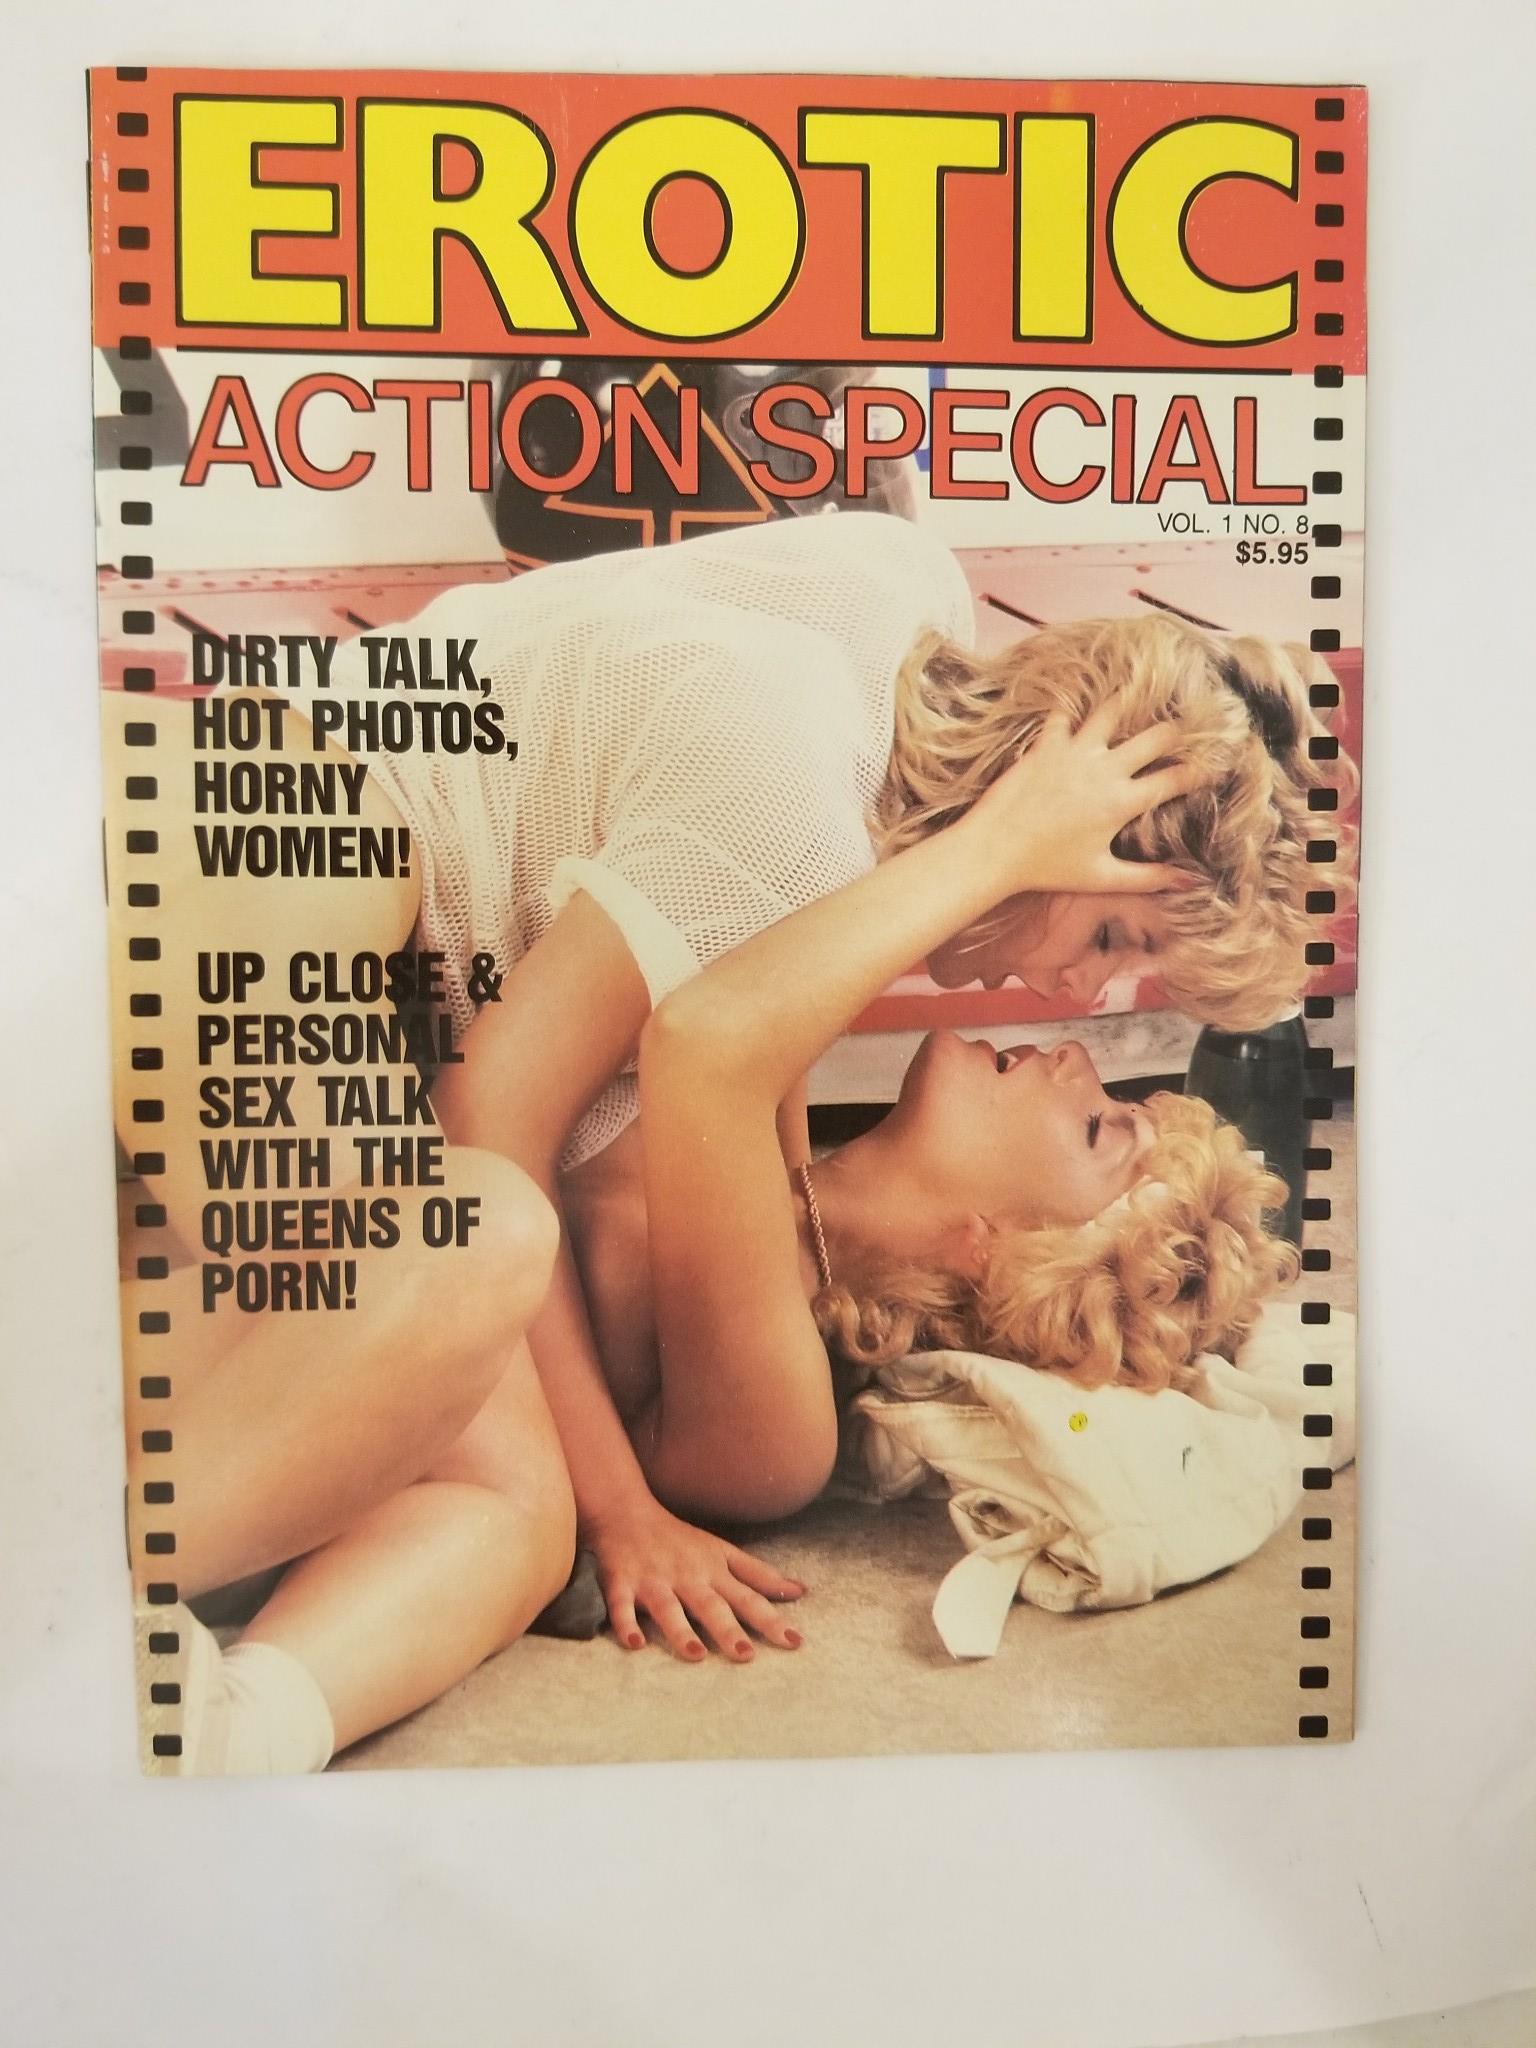 EROTIC
ACTION SPECIAL
VOL. 1 NO. 8
$5.95
DIRTY TALK,
HOT PHOTOS,
HORNY
WOMEN!
UP CLOSE &
PERSONAL
SEX TALK
WITH THE
QUEENS OF
PORN!